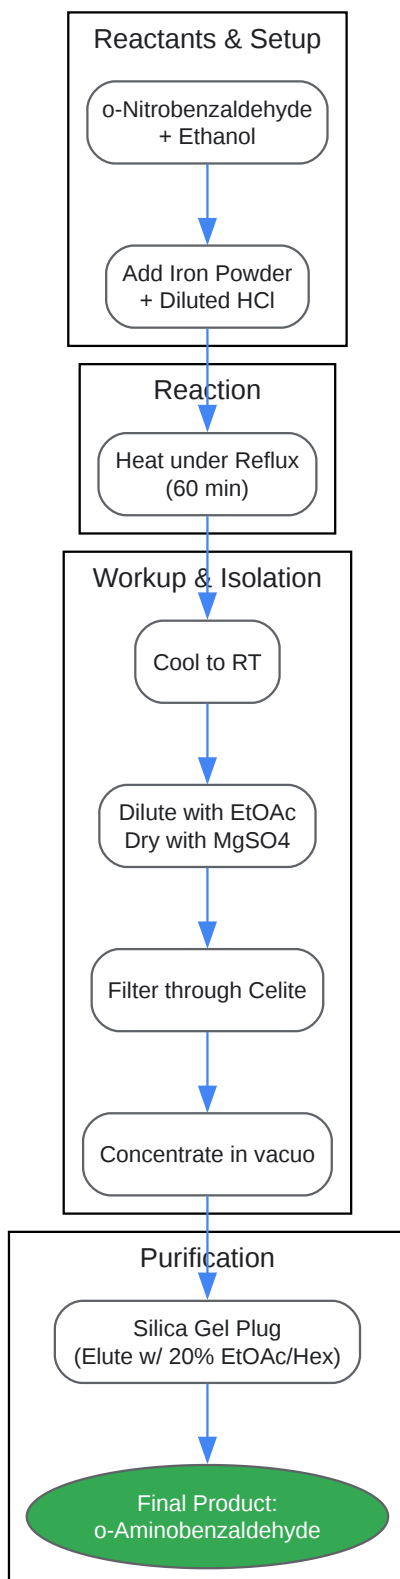 Reactants & Setup
o-Nitrobenzaldehyde
+ Ethanol
Add Iron Powder
+ Diluted HCl
Reaction
Heat under Reflux
(60 min)
Workup & Isolation
Cool to RT
Dilute with EtOAc
Dry with MgSO4
Filter through Celite
Concentrate in vacuo
Purification
Silica Gel Plug
(Elute w/ 20% EtOAc/Hex)
Final Product:
o-Aminobenzaldehyde